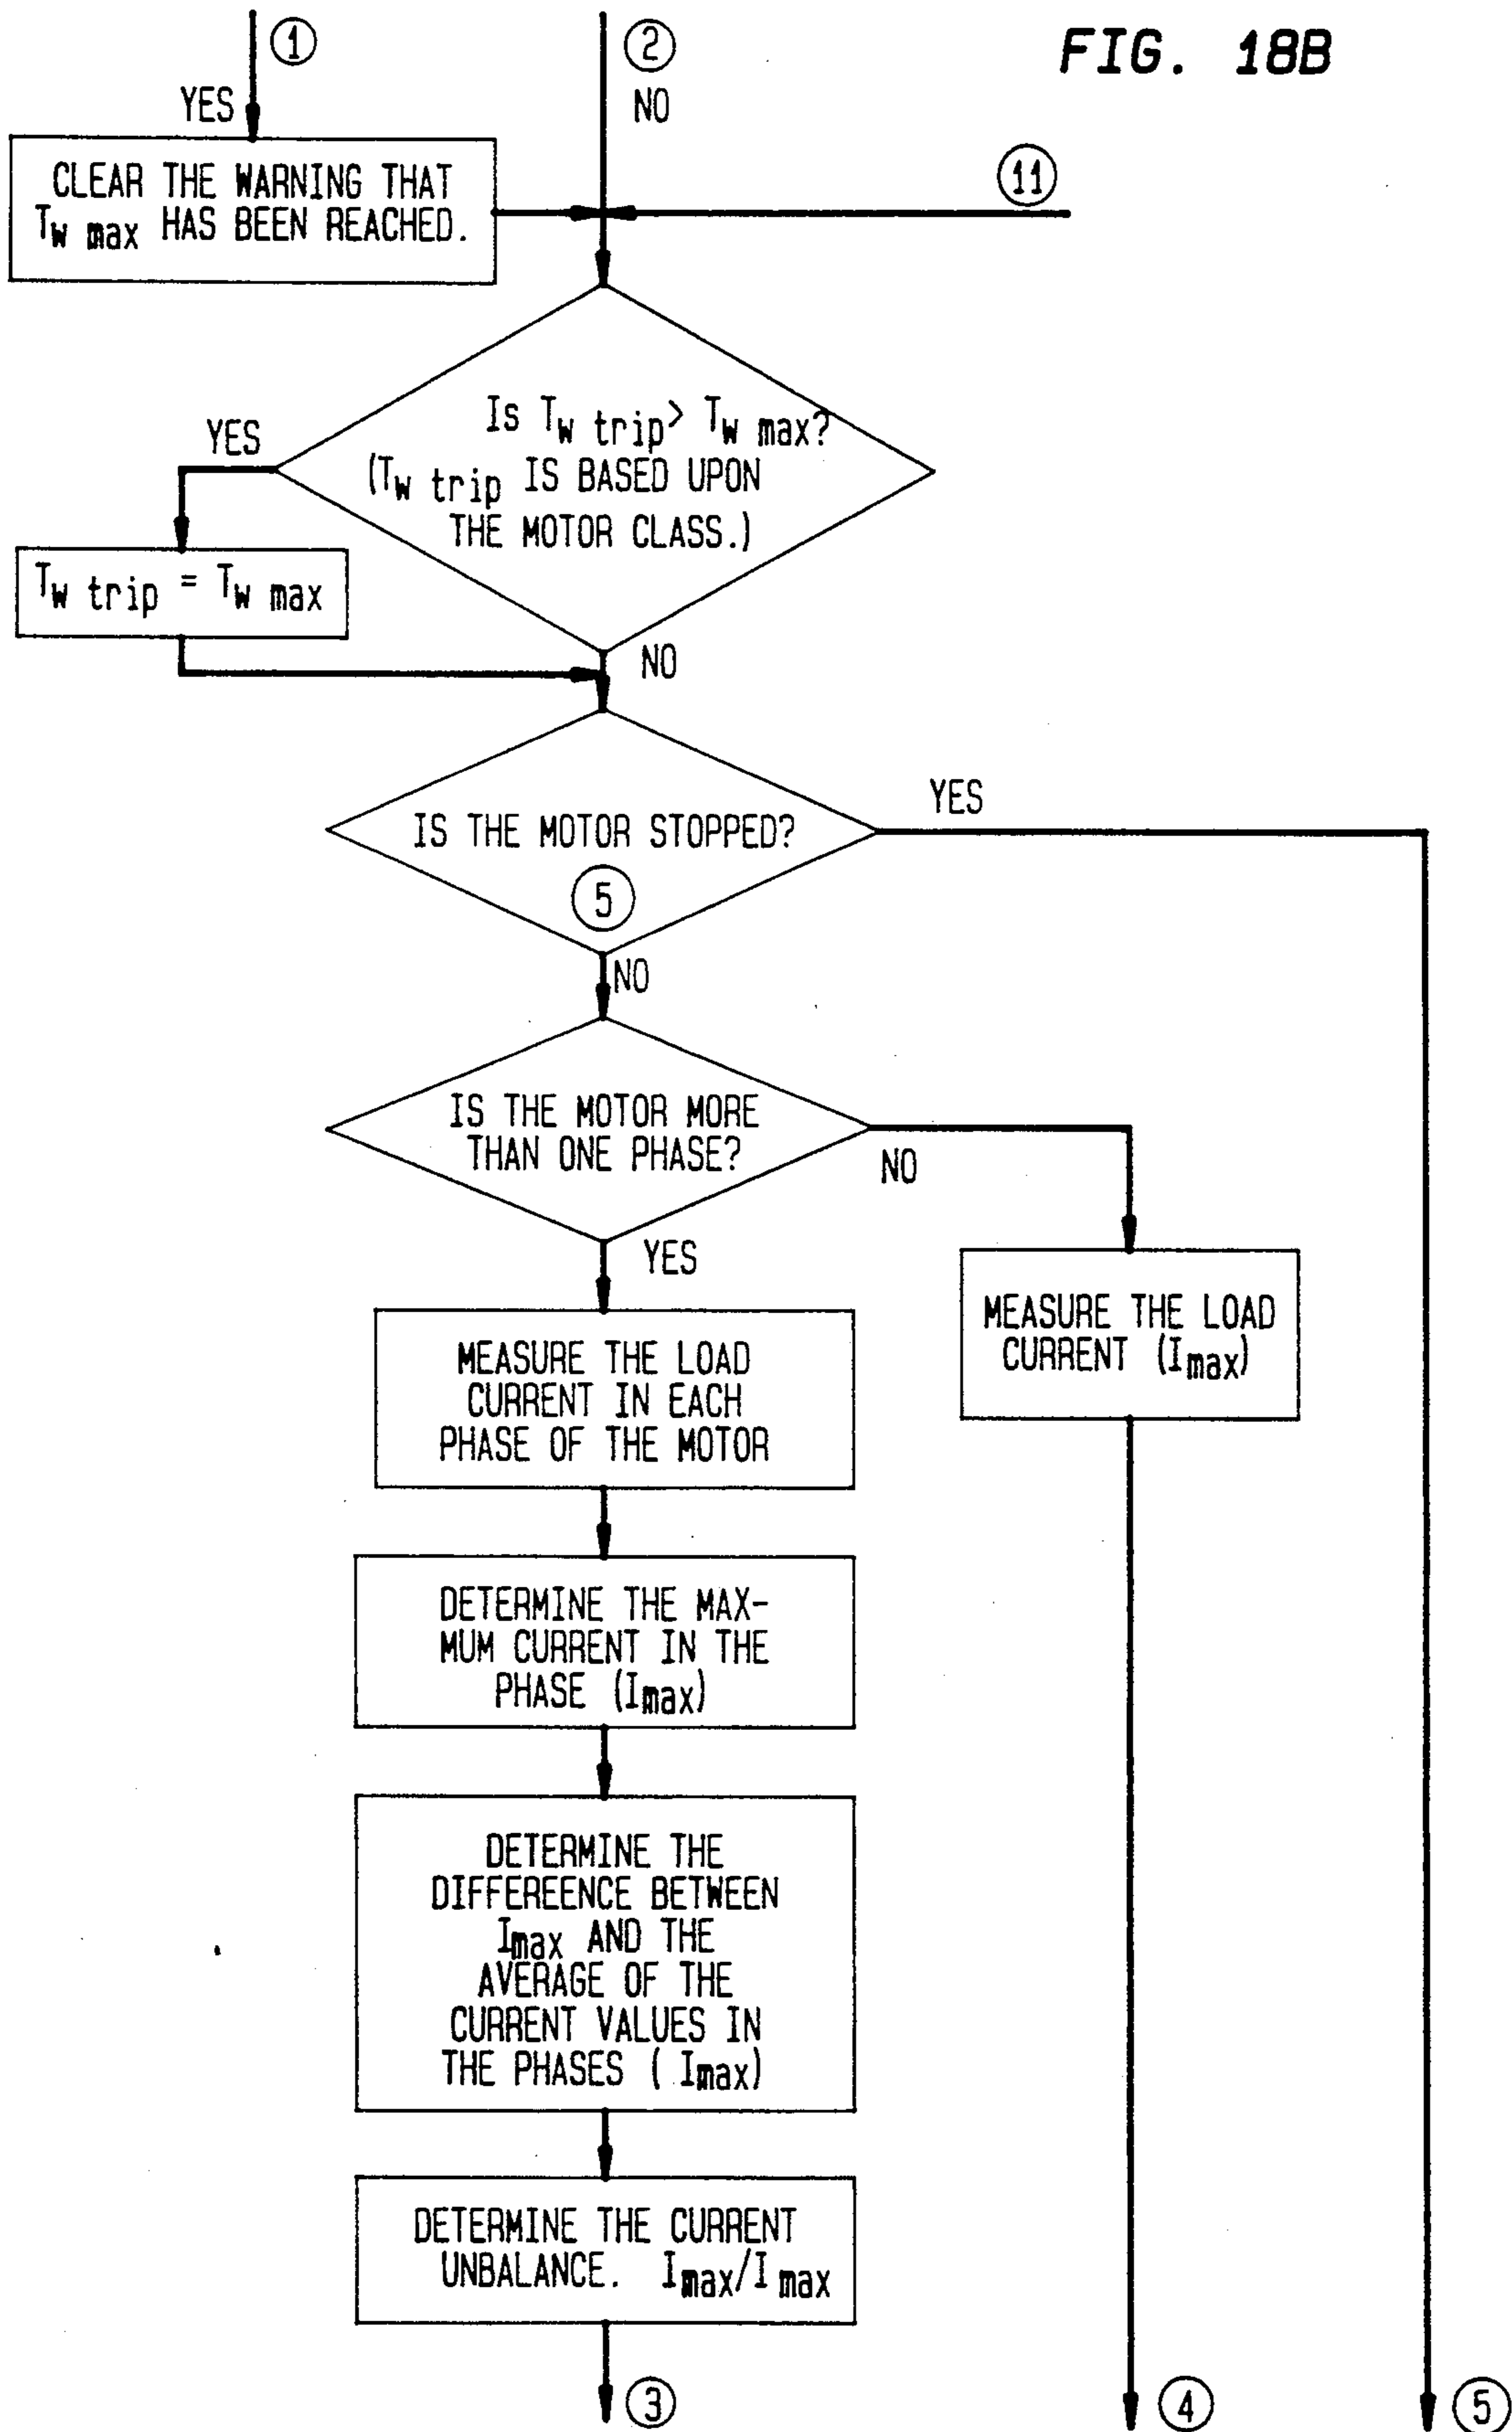 FIG. 18B
1
2
YES
NO
11
CLEAR THE WARNING THAT
Tw max HAS BEEN REACHED.
Is Tw trip> Tw max?
(Tw trip IS BASED UPON
THE MOTOR CLASS.)
YES
Tw trip = Tw max
NO
IS THE MOTOR STOPPED?
5
YES
NO
IS THE MOTOR MORE
THAN ONE PHASE?
NO
YES
MEASURE THE LOAD
CURRENT (Imax)
MEASURE THE LOAD
CURRENT IN EACH
PHASE OF THE MOTOR
DETERMINE THE MAX-
MUM CURRENT IN THE
PHASE (Imax)
DETERMINE THE
DIFFEREENCE BETWEEN
Imax AND THE
AVERAGE OF THE
CURRENT VALUES IN
THE PHASES ( Imax)
DETERMINE THE CURRENT
UNBALANCE. Imax/I max
3
4
5